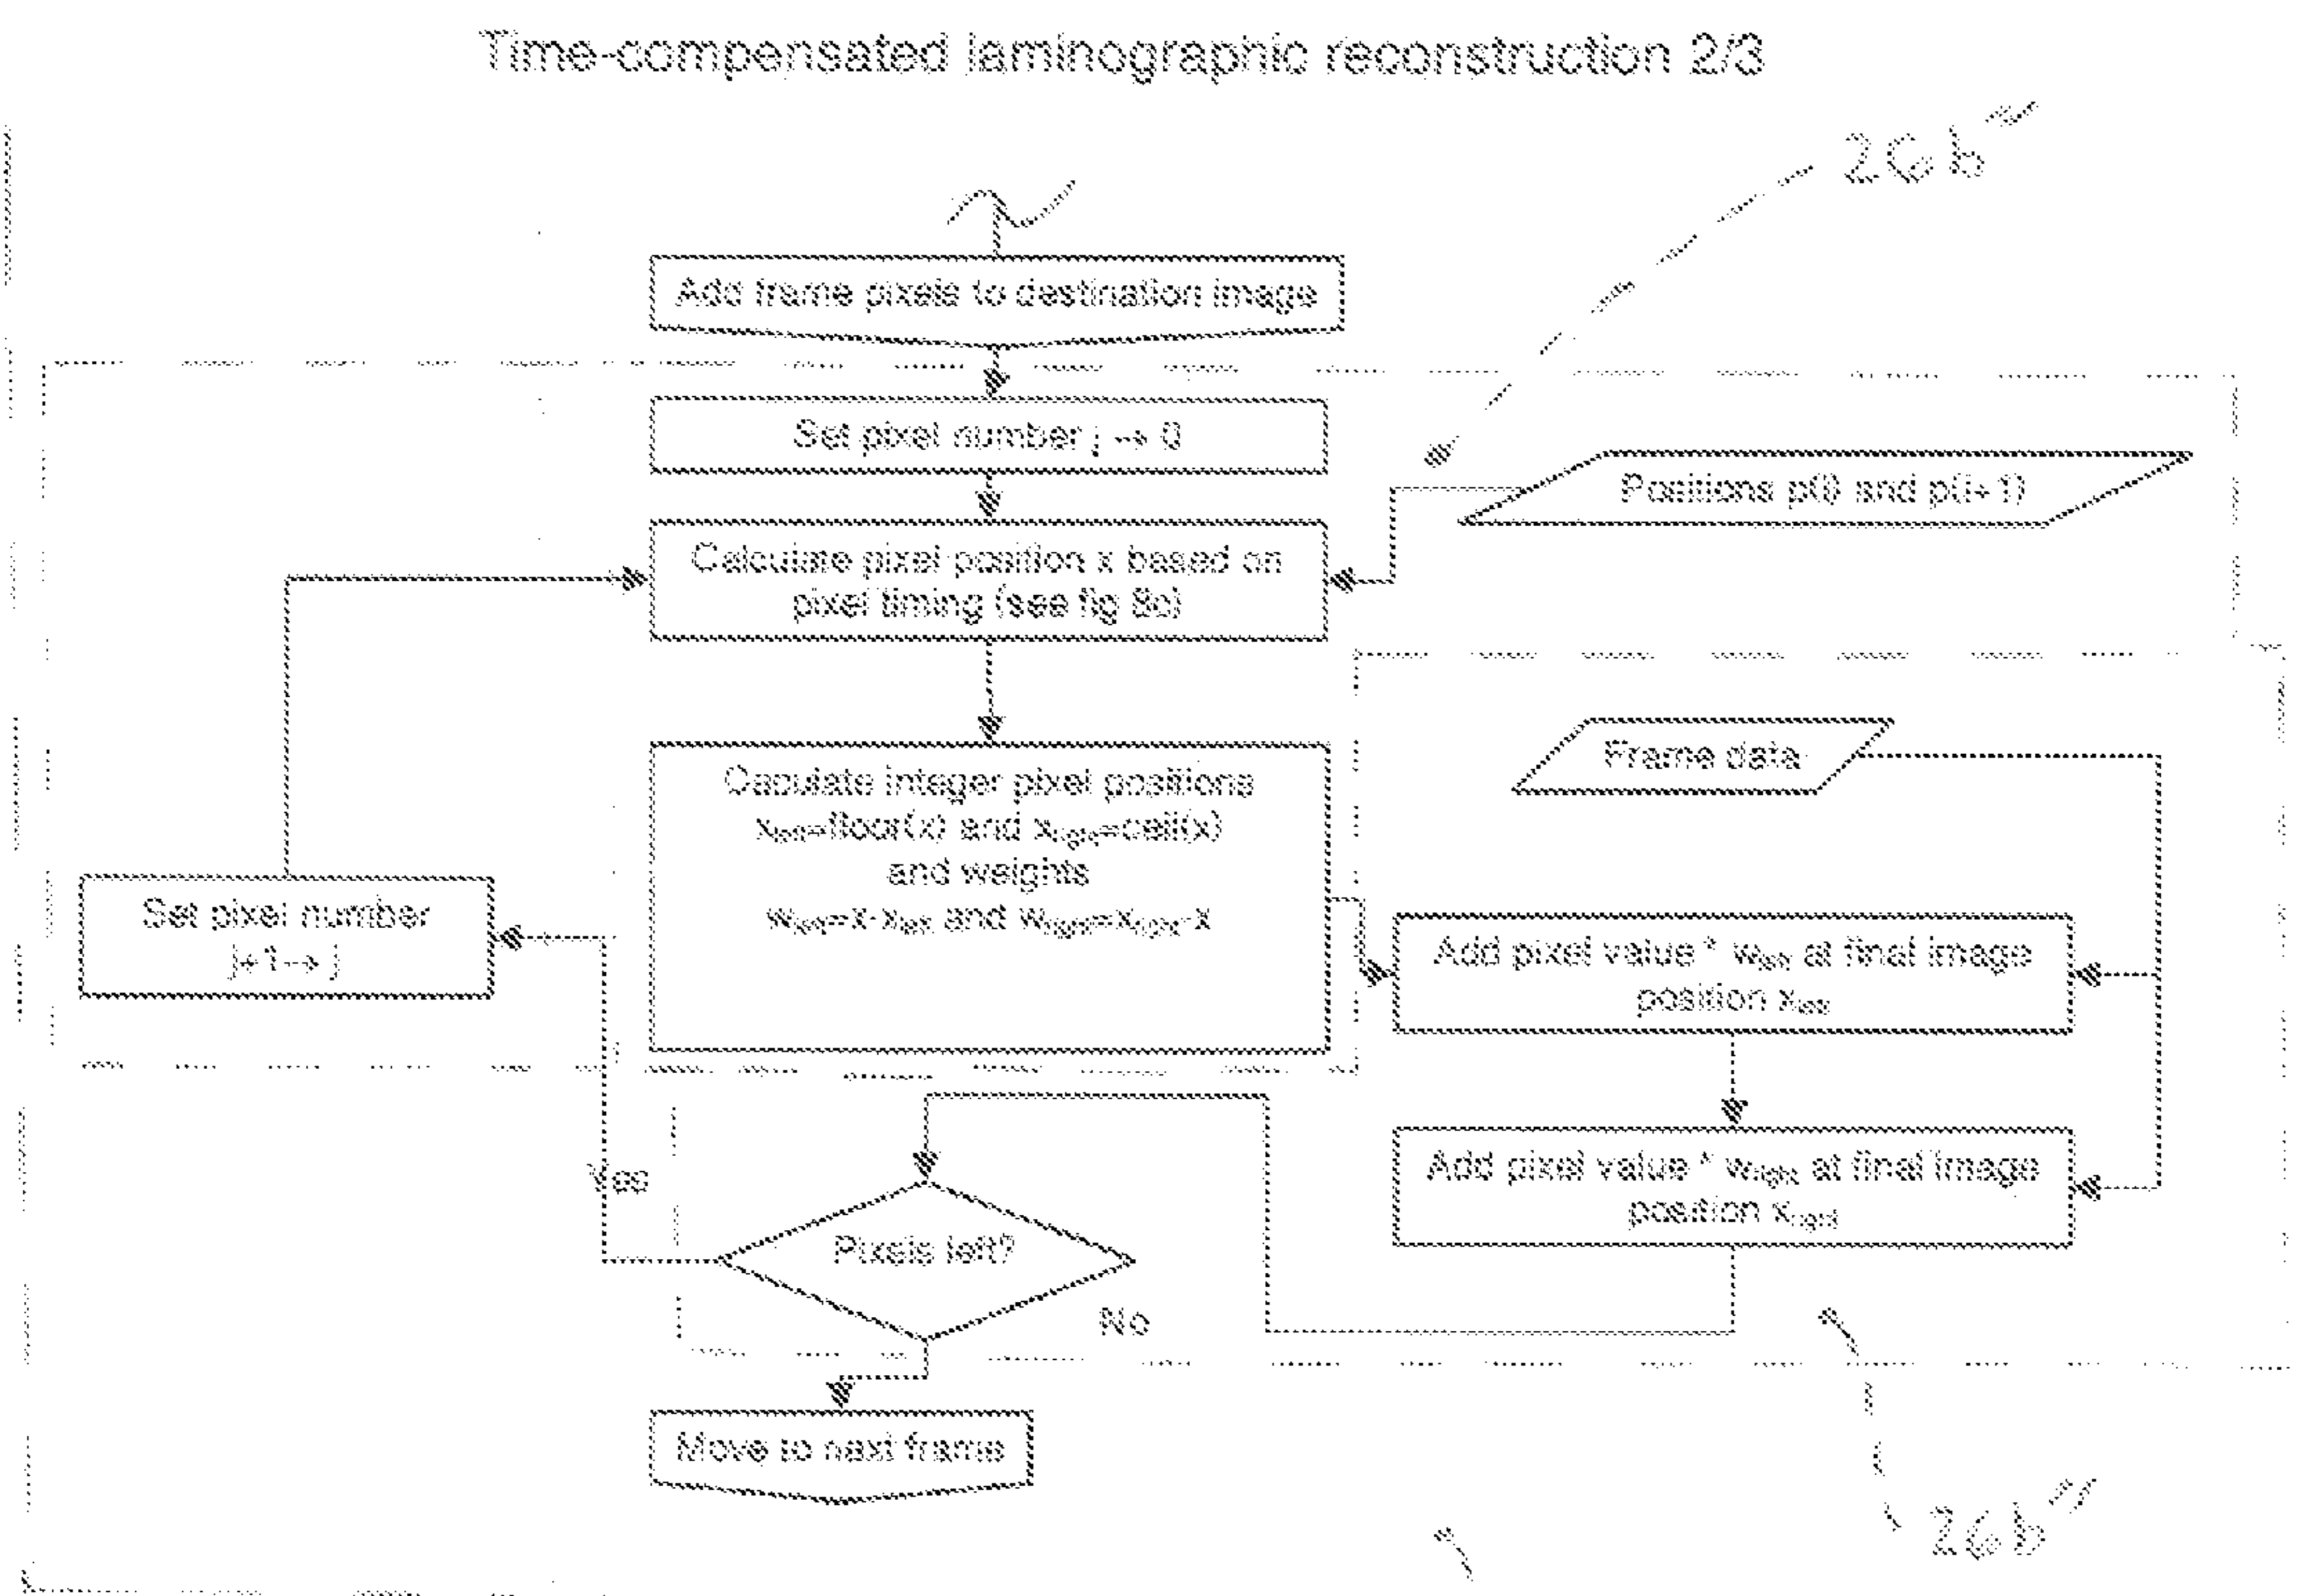 Time-compensated laminographic reconstruction 2/3
26b"
Add frame pixels to destination image
Set pixel number j --> 0
Positions p(i) and p(i+1)
Calculate pixel position x based on
pixel timing (see fig 8c)
Frame data
Caculate integer pixel positions
xleft=floor(x) and xright=ceil(x)
and weights
wleft=x-xleft and wright=xright-x
Set pixel number
j+1--> j
Add pixel value * wleft at final image
position xleft
Add pixel value * wright at final image
position xright
Yes
Pixels left?
No
Move to next frame
26b"